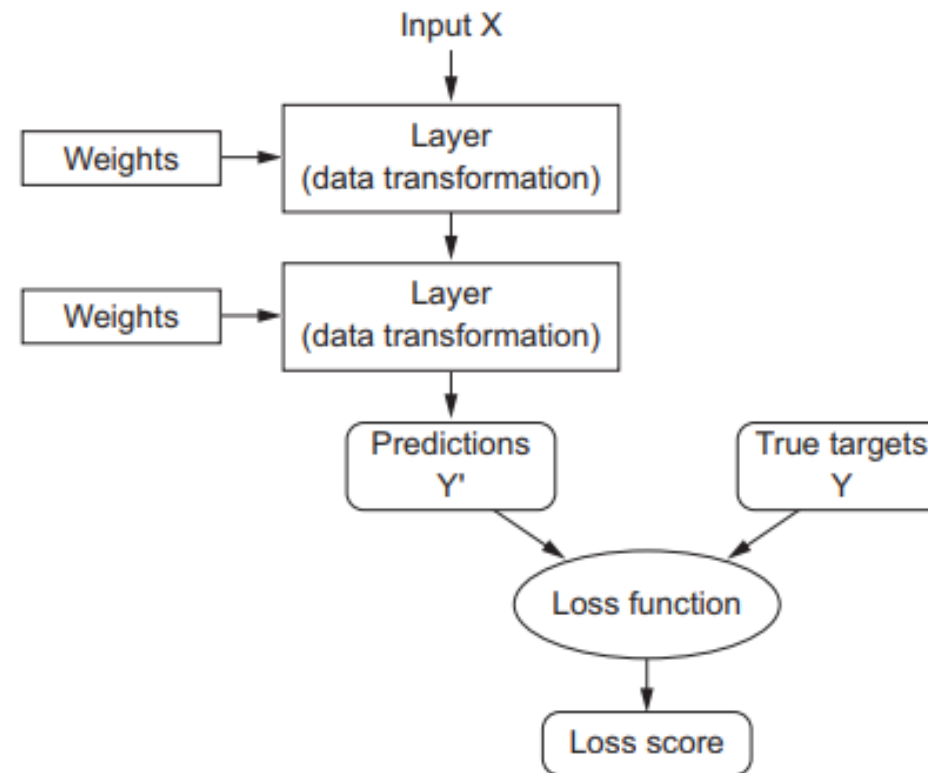 Input X
Weights
Layer
(data transformation)
Weights
Layer
(data transformation)
Predictions
Y'
True targets
Y
Loss function
Loss score